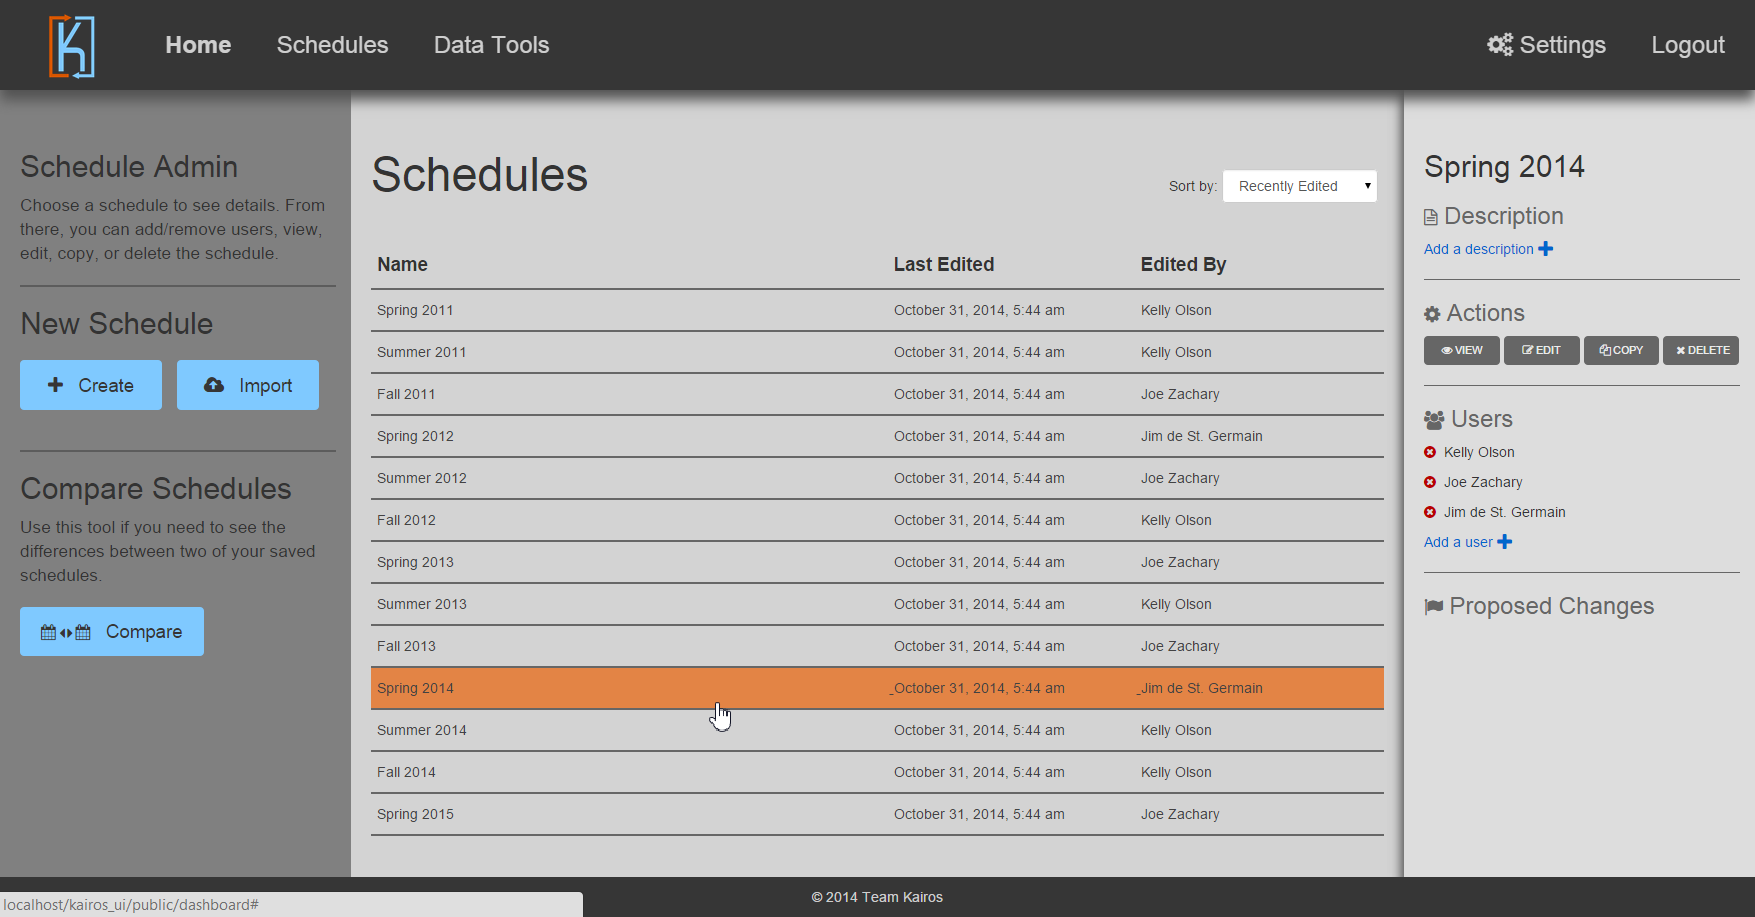 Home Schedules Data Tools Settings Logout
Schedule Admin
Choose a schedule to see details. From
there, you can add/remove users, view,
edit, copy, or delete the schedule.
New Schedule
Create Import
Compare Schedules
Use this tool if you need to see the
differences between two of your saved
schedules.
Compare
Schedules
Sort by: Recently Edited
Name Last Edited Edited By
Spring 2011 October 31, 2014, 5:44 am Kelly Olson
Summer 2011 October 31, 2014, 5:44 am Kelly Olson
Fall 2011 October 31, 2014, 5:44 am Joe Zachary
Spring 2012 October 31, 2014, 5:44 am Jim de St. Germain
Summer 2012 October 31, 2014, 5:44 am Joe Zachary
Fall 2012 October 31, 2014, 5:44 am Kelly Olson
Spring 2013 October 31, 2014, 5:44 am Joe Zachary
Summer 2013 October 31, 2014, 5:44 am Kelly Olson
Fall 2013 October 31, 2014, 5:44 am Joe Zachary
Spring 2014 October 31, 2014, 5:44 am Jim de St. Germain
Summer 2014 October 31, 2014, 5:44 am Kelly Olson
Fall 2014 October 31, 2014, 5:44 am Kelly Olson
Spring 2015 October 31, 2014, 5:44 am Joe Zachary
Spring 2014
Description
Add a description
Actions
VIEW EDIT COPY DELETE
Users
Kelly Olson
Joe Zachary
Jim de St. Germain
Add a user
Proposed Changes
© 2014 Team Kairos
localhost/kairos_ui/public/dashboard#